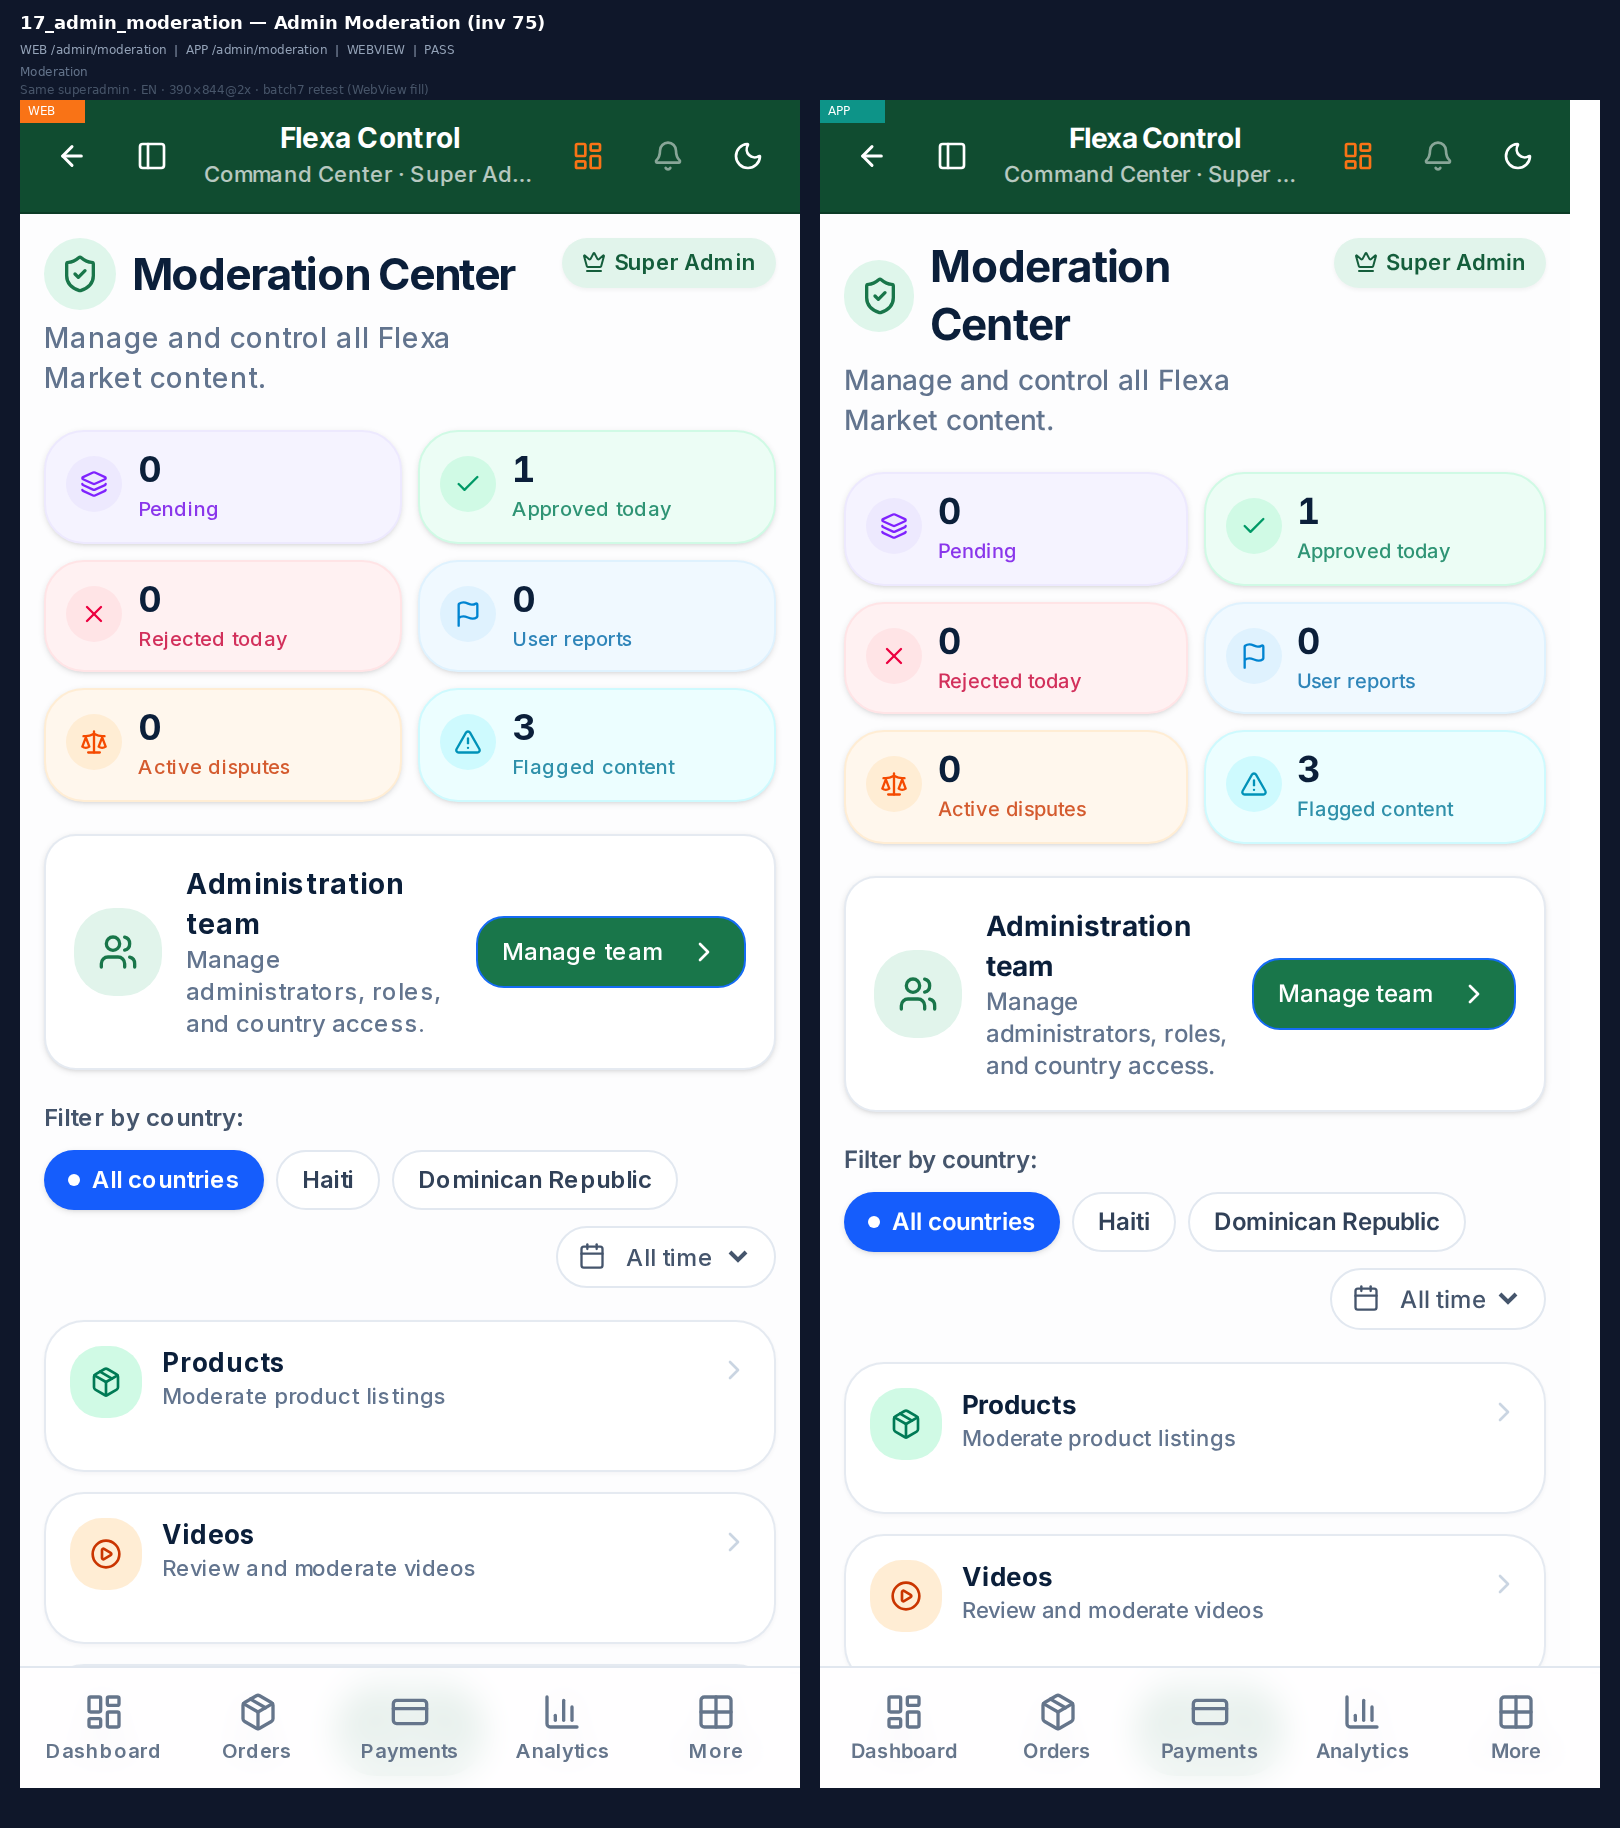 17_admin_moderation — Admin Moderation (inv 75)
WEB /admin/moderation | APP /admin/moderation | WEBVIEW | PASS
Moderation
Same superadmin · EN · 390×844@2x · batch7 retest (WebView fill)
WEB
Flexa Control
Command Center · Super Ad...
Moderation Center
Super Admin
Manage and control all Flexa
Market content.
0
Pending
1
Approved today
0
Rejected today
0
User reports
0
Active disputes
3
Flagged content
Administration
team
Manage
administrators, roles,
and country access.
Manage team
Filter by country:
All countries
Haiti
Dominican Republic
All time
Products
Moderate product listings
Videos
Review and moderate videos
Dashboard
Orders
Payments
Analytics
More
APP
Flexa Control
Command Center · Super ...
Moderation
Center
Super Admin
Manage and control all Flexa
Market content.
0
Pending
1
Approved today
0
Rejected today
0
User reports
0
Active disputes
3
Flagged content
Administration
team
Manage
administrators, roles,
and country access.
Manage team
Filter by country:
All countries
Haiti
Dominican Republic
All time
Products
Moderate product listings
Videos
Review and moderate videos
Dashboard
Orders
Payments
Analytics
More